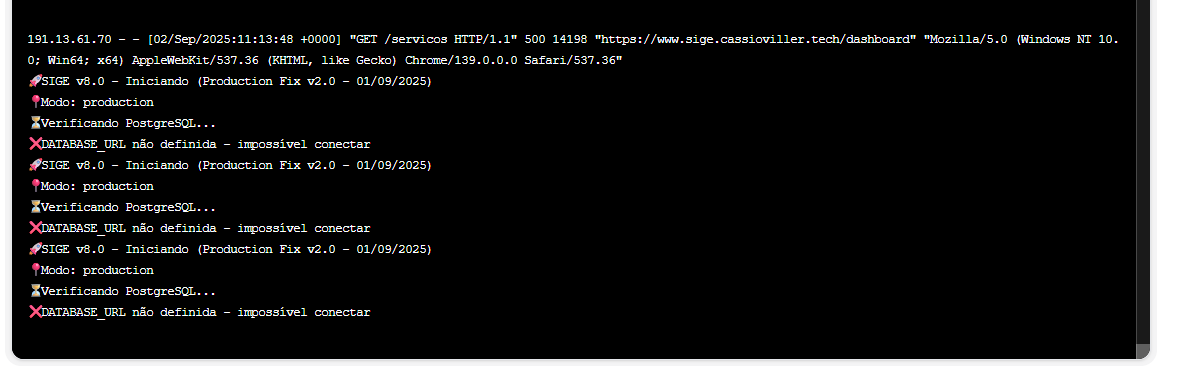 191.13.61.70 - - [02/Sep/2025:11:13:48 +0000] "GET /servicos HTTP/1.1" 500 14198 "https://www.sige.cassioviller.tech/dashboard" "Mozilla/5.0 (Windows NT 10.
0; Win64; x64) AppleWebKit/537.36 (KHTML, like Gecko) Chrome/139.0.0.0 Safari/537.36"
🚀SIGE v8.0 - Iniciando (Production Fix v2.0 - 01/09/2025)
📍Modo: production
⏳Verificando PostgreSQL...
❌DATABASE_URL não definida - impossível conectar
🚀SIGE v8.0 - Iniciando (Production Fix v2.0 - 01/09/2025)
📍Modo: production
⏳Verificando PostgreSQL...
❌DATABASE_URL não definida - impossível conectar
🚀SIGE v8.0 - Iniciando (Production Fix v2.0 - 01/09/2025)
📍Modo: production
⏳Verificando PostgreSQL...
❌DATABASE_URL não definida - impossível conectar